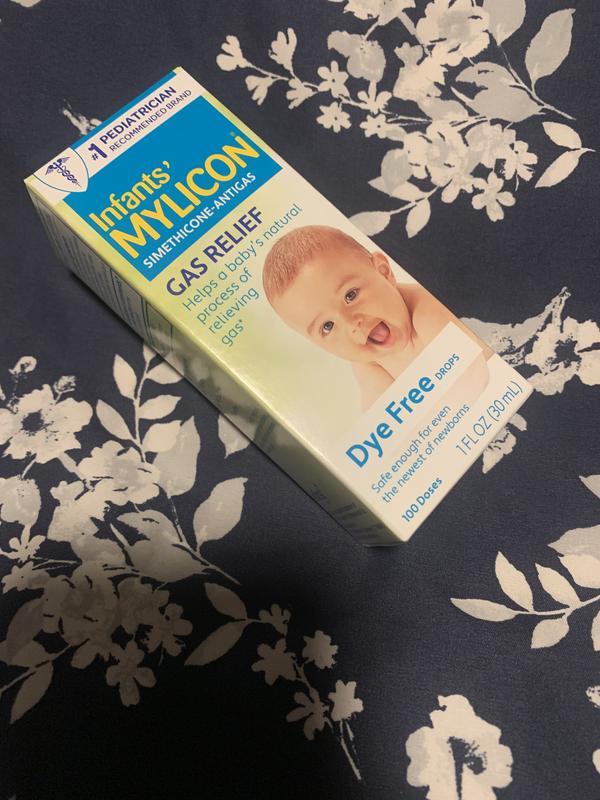 #1 PEDIATRICIAN
RECOMMENDED BRAND
Infants'
MYLICON®
SIMETHICONE-ANTIGAS
GAS RELIEF
Helps a baby's natural
process of
relieving
gas*
Dye Free DROPS
Safe enough for even
the newest of newborns
100 Doses
1 FL OZ (30 mL)